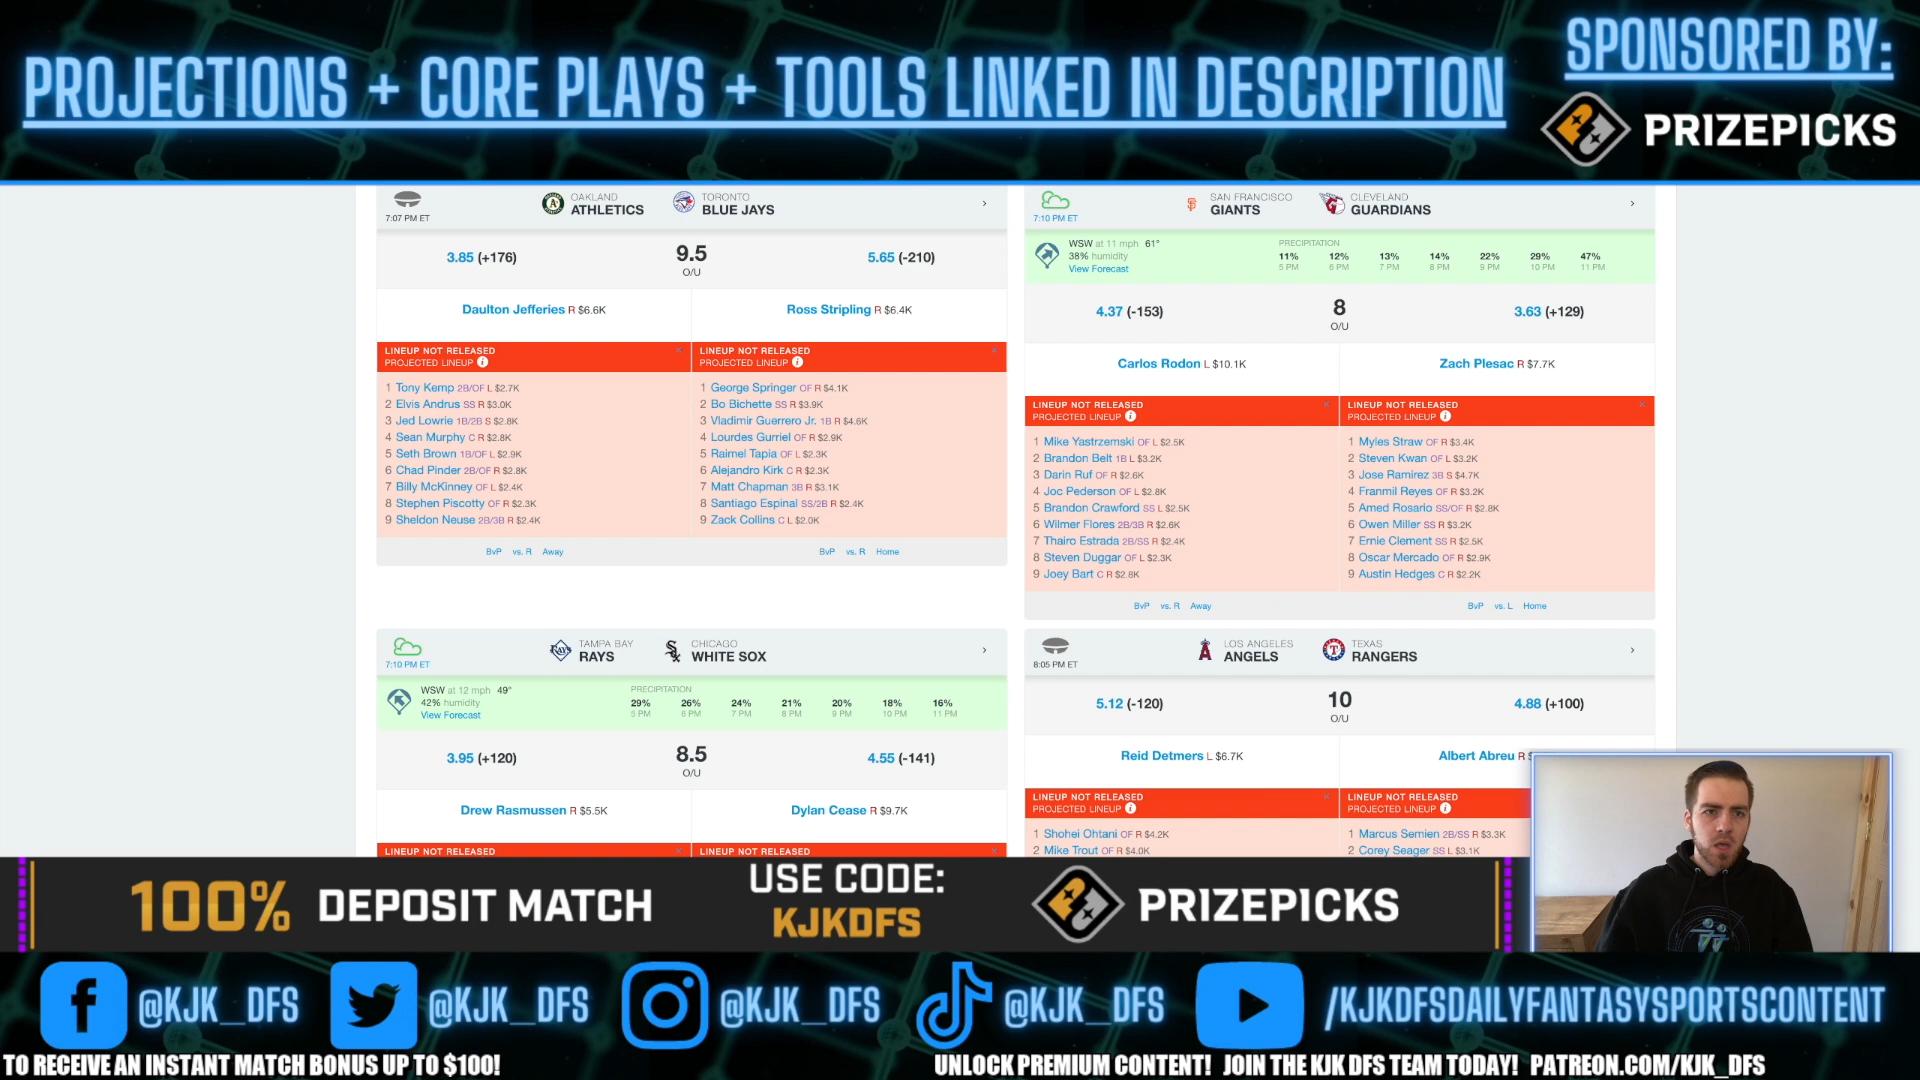 PROJECTIONS + CORE PLAYS + TOOLS LINKED IN DESCRIPTION
SPONSORED BY:
PRIZEPICKS
7:07 PM ET
OAKLAND
ATHLETICS
TORONTO
BLUE JAYS
3.85 (+176)
9.5
O/U
5.65 (-210)
Daulton Jefferies R $6.6K
Ross Stripling R $6.4K
LINEUP NOT RELEASED
PROJECTED LINEUP
1 Tony Kemp 2B/OF L $2.7K
2 Elvis Andrus SS R $3.0K
3 Jed Lowrie 1B/2B S $2.8K
4 Sean Murphy C R $2.8K
5 Seth Brown 1B/OF L $2.9K
6 Chad Pinder 2B/OF R $2.8K
7 Billy McKinney OF L $2.4K
8 Stephen Piscotty OF R $2.3K
9 Sheldon Neuse 2B/3B R $2.4K
BvP vs. R Away
LINEUP NOT RELEASED
PROJECTED LINEUP
1 George Springer OF R $4.1K
2 Bo Bichette SS R $3.9K
3 Vladimir Guerrero Jr. 1B R $4.6K
4 Lourdes Gurriel OF R $2.9K
5 Raimel Tapia OF L $2.3K
6 Alejandro Kirk C R $2.3K
7 Matt Chapman 3B R $3.1K
8 Santiago Espinal SS/2B R $2.4K
9 Zack Collins C L $2.0K
BvP vs. R Home
7:10 PM ET
SAN FRANCISCO
GIANTS
CLEVELAND
GUARDIANS
WSW at 11 mph 61°
38% humidity
View Forecast
PRECIPITATION
11% 12% 13% 14% 22% 29% 47%
5 PM 6 PM 7 PM 8 PM 9 PM 10 PM 11 PM
4.37 (-153)
8
O/U
3.63 (+129)
Carlos Rodon L $10.1K
Zach Plesac R $7.7K
LINEUP NOT RELEASED
PROJECTED LINEUP
1 Mike Yastrzemski OF L $2.5K
2 Brandon Belt 1B L $3.2K
3 Darin Ruf OF R $2.6K
4 Joc Pederson OF L $2.8K
5 Brandon Crawford SS L $2.5K
6 Wilmer Flores 2B/3B R $2.6K
7 Thairo Estrada 2B/SS R $2.4K
8 Steven Duggar OF L $2.3K
9 Joey Bart C R $2.8K
BvP vs. R Away
LINEUP NOT RELEASED
PROJECTED LINEUP
1 Myles Straw OF R $3.4K
2 Steven Kwan OF L $3.2K
3 Jose Ramirez 3B S $4.7K
4 Franmil Reyes OF R $3.2K
5 Amed Rosario SS/OF R $2.8K
6 Owen Miller SS R $3.2K
7 Ernie Clement SS R $2.5K
8 Oscar Mercado OF R $2.9K
9 Austin Hedges C R $2.2K
BvP vs. L Home
7:10 PM ET
TAMPA BAY
RAYS
CHICAGO
WHITE SOX
WSW at 12 mph 49°
42% humidity
View Forecast
PRECIPITATION
29% 26% 24% 21% 20% 18% 16%
5 PM 6 PM 7 PM 8 PM 9 PM 10 PM 11 PM
3.95 (+120)
8.5
O/U
4.55 (-141)
Drew Rasmussen R $5.5K
Dylan Cease R $9.7K
LINEUP NOT RELEASED
LINEUP NOT RELEASED
8:05 PM ET
LOS ANGELES
ANGELS
TEXAS
RANGERS
5.12 (-120)
10
O/U
4.88 (+100)
Reid Detmers L $6.7K
Albert Abreu R
LINEUP NOT RELEASED
PROJECTED LINEUP
1 Shohei Ohtani OF R $4.2K
2 Mike Trout OF R $4.0K
LINEUP NOT RELEASED
PROJECTED LINEUP
1 Marcus Semien 2B/SS R $3.3K
2 Corey Seager SS L $3.1K
100% DEPOSIT MATCH
USE CODE:
KJKDFS
PRIZEPICKS
@KJK_DFS
@KJK_DFS
@KJK_DFS
@KJK_DFS
/KJKDFSDAILYFANTASYSPORTSCONTENT
TO RECEIVE AN INSTANT MATCH BONUS UP TO $100!
UNLOCK PREMIUM CONTENT! JOIN THE KJK DFS TEAM TODAY! PATREON.COM/KJK_DFS